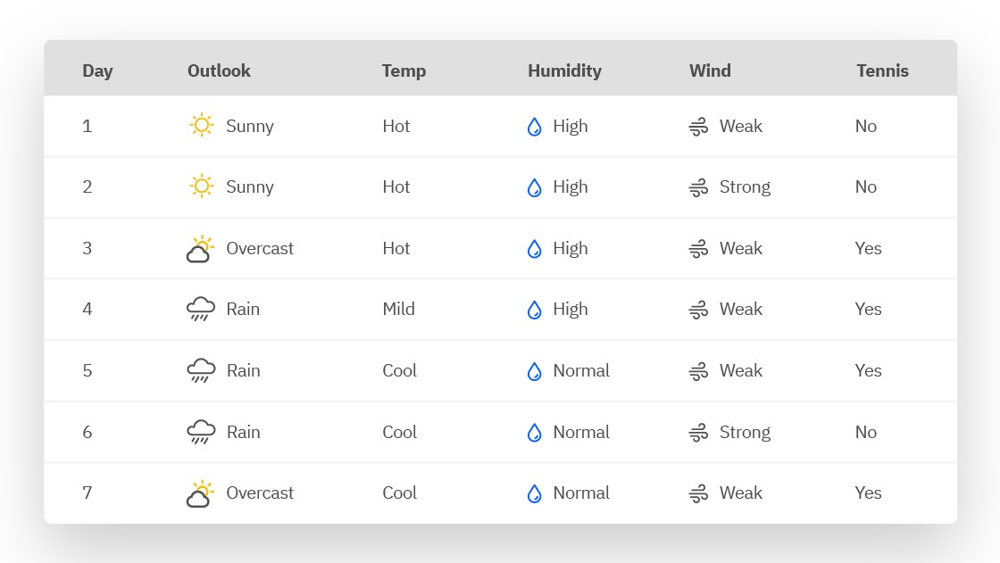 Day Outlook Temp Humidity Wind Tennis
1 Sunny Hot High Weak No
2 Sunny Hot High Strong No
3 Overcast Hot High Weak Yes
4 Rain Mild High Weak Yes
5 Rain Cool Normal Weak Yes
6 Rain Cool Normal Strong No
7 Overcast Cool Normal Weak Yes